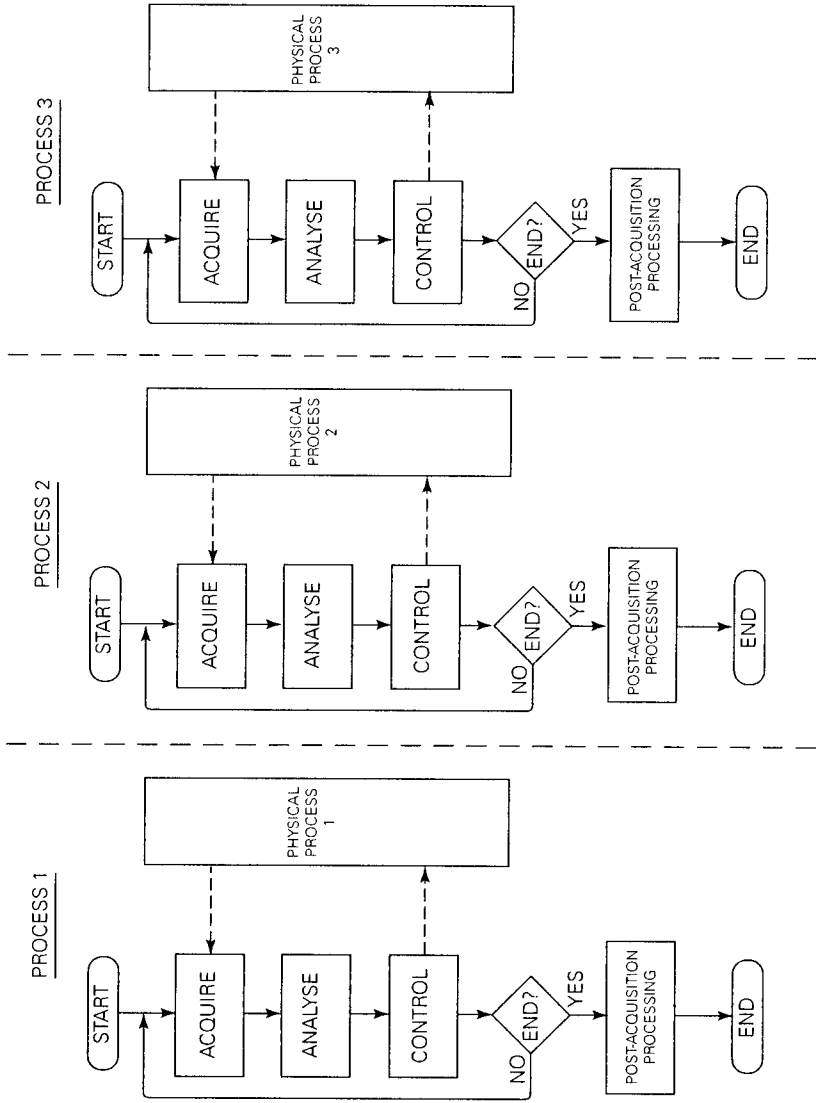 PROCESS 1
START
ACQUIRE
ANALYSE
CONTROL
END?
NO
YES
POST-ACQUISITION
PROCESSING
END
PHYSICAL
PROCESS
1
PROCESS 2
START
ACQUIRE
ANALYSE
CONTROL
END?
NO
YES
POST-ACQUISITION
PROCESSING
END
PHYSICAL
PROCESS
2
PROCESS 3
START
ACQUIRE
ANALYSE
CONTROL
END?
NO
YES
POST-ACQUISITION
PROCESSING
END
PHYSICAL
PROCESS
3